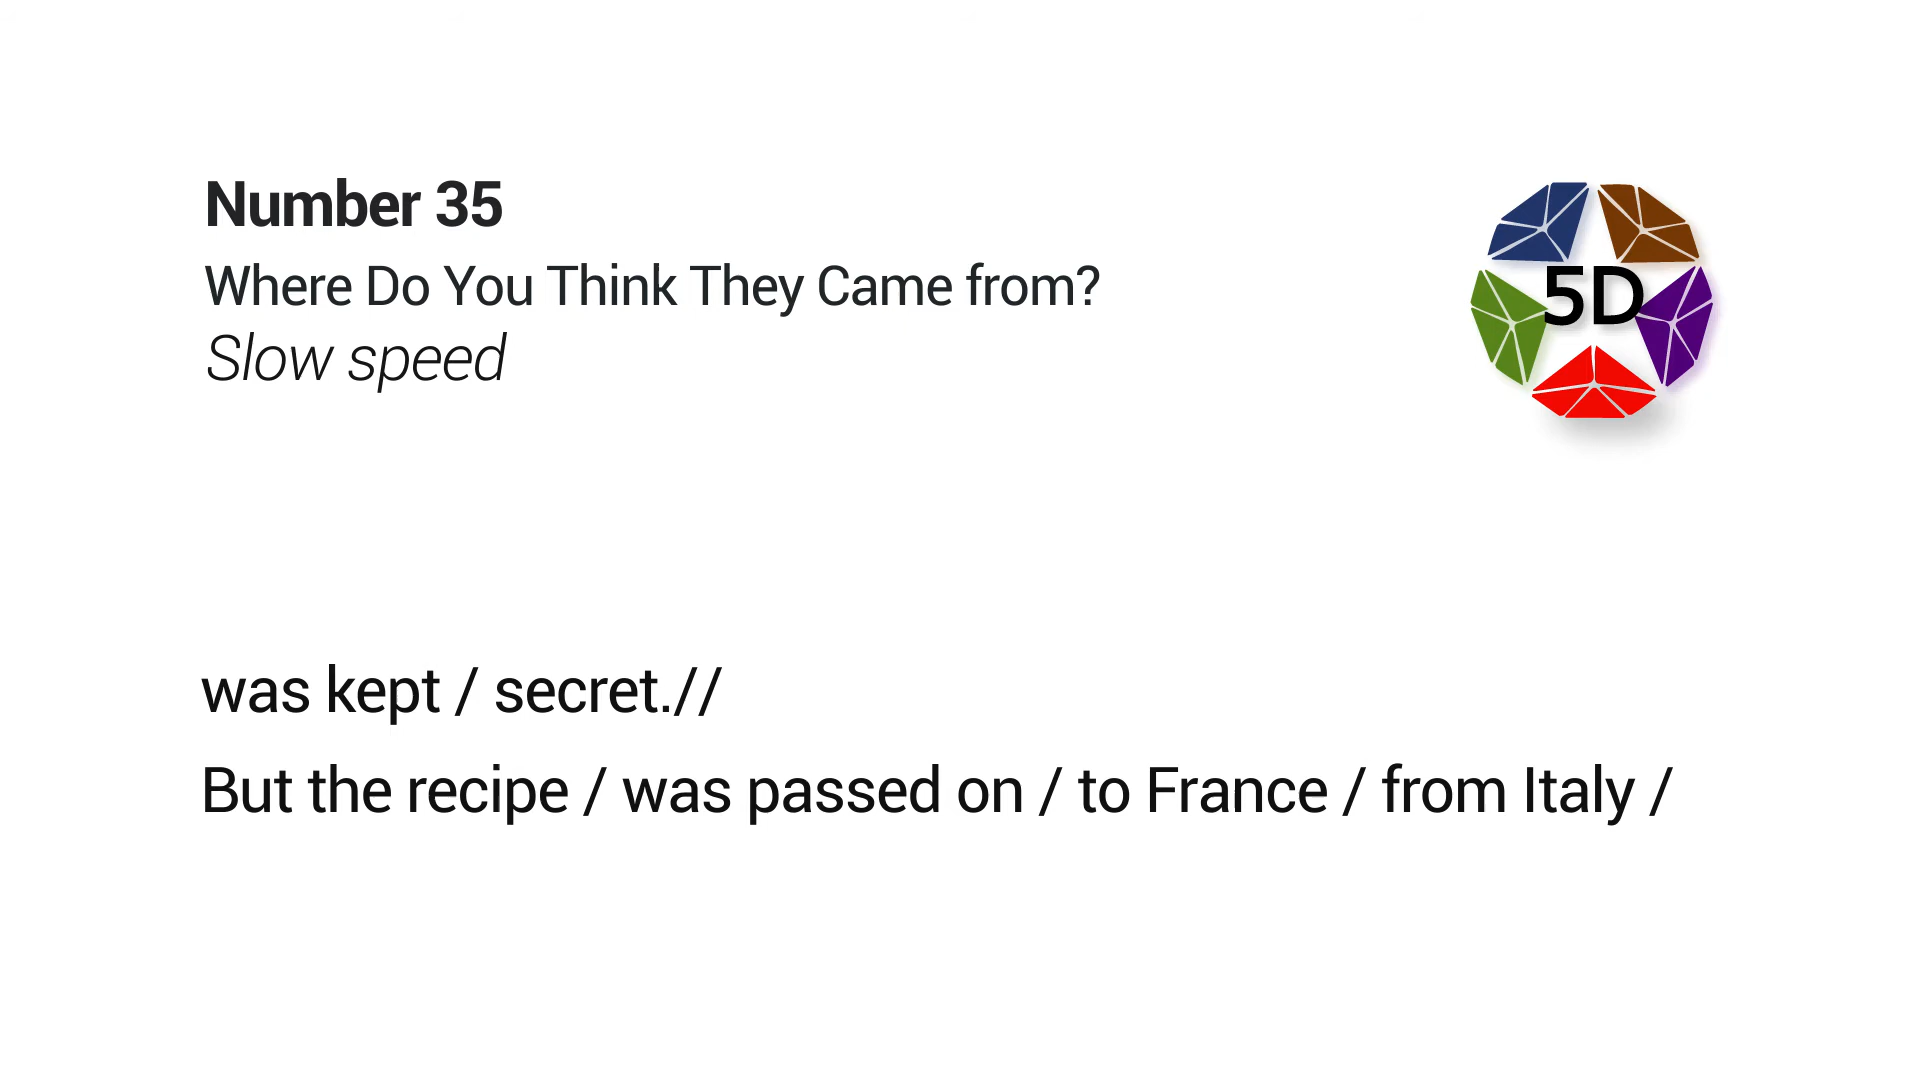 Number 35
Where Do You Think They Came from?
Slow speed
5D
was kept / secret.//
But the recipe / was passed on / to France / from Italy /